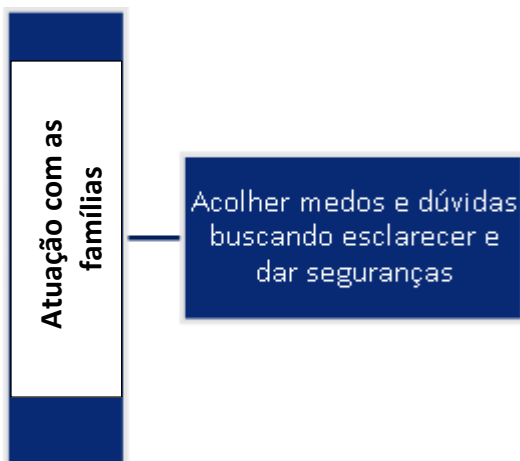 Atuação com as
famílias
Acolher medos e dúvidas
buscando esclarecer e
dar seguranças